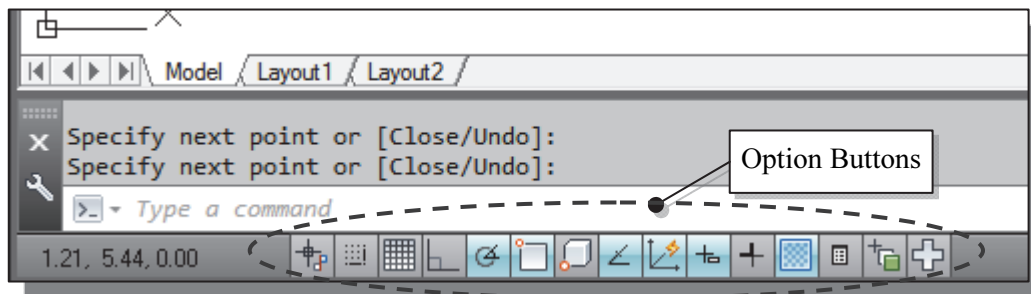 Model Layout1 Layout2
Specify next point or [Close/Undo]:
Specify next point or [Close/Undo]:
Option Buttons
Type a command
1.21, 5.44, 0.00